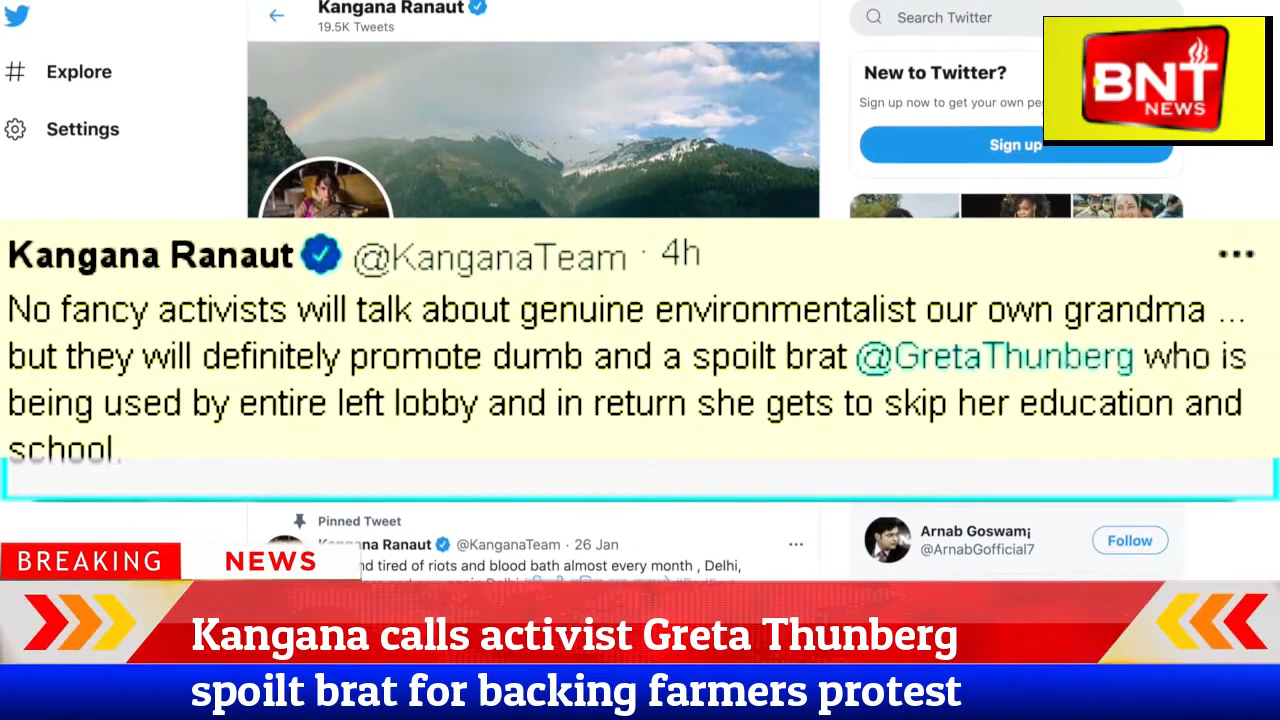 Kangana Ranaut
19.5K Tweets
Search Twitter
Explore
Settings
New to Twitter?
Sign up now to get your own pe
Sign up
BNT
NEWS
Kangana Ranaut @KanganaTeam · 4h
No fancy activists will talk about genuine environmentalist our own grandma ...
but they will definitely promote dumb and a spoilt brat @GretaThunberg who is
being used by entire left lobby and in return she gets to skip her education and
school.
Pinned Tweet
na Ranaut @KanganaTeam · 26 Jan
d tired of riots and blood bath almost every month , Delhi,
Arnab Goswam¡
@ArnabGofficial7
Follow
BREAKING NEWS
Kangana calls activist Greta Thunberg
spoilt brat for backing farmers protest